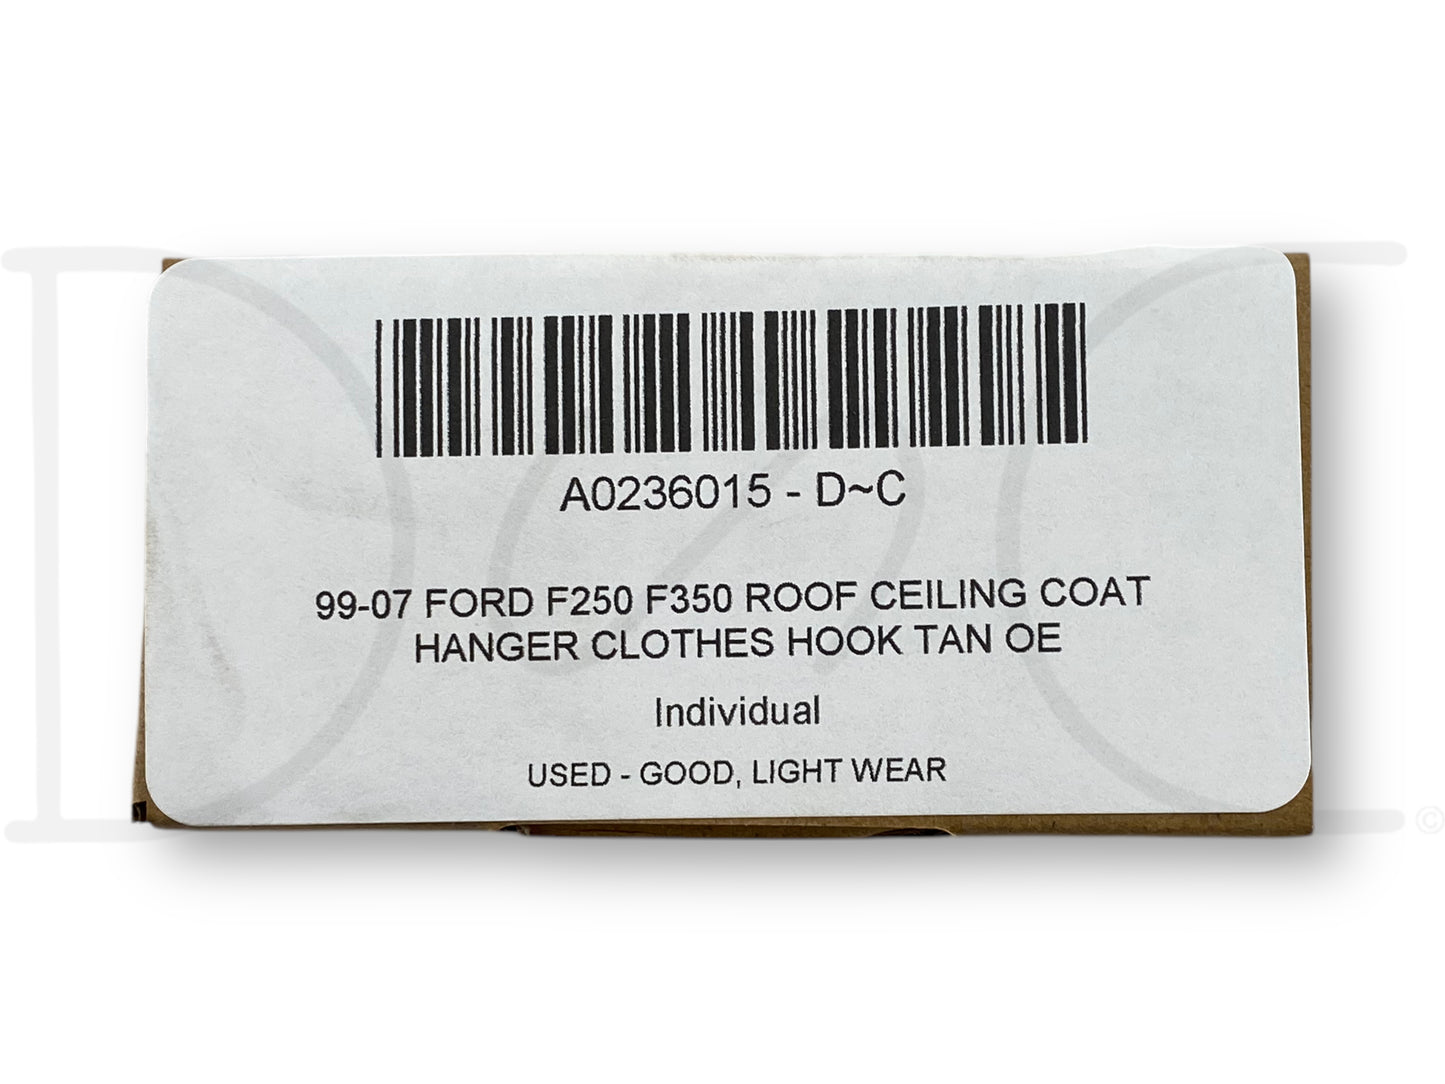 A0236015 - D~C
99-07 FORD F250 F350 ROOF CEILING COAT
HANGER CLOTHES HOOK TAN OE
Individual
USED - GOOD, LIGHT WEAR
©